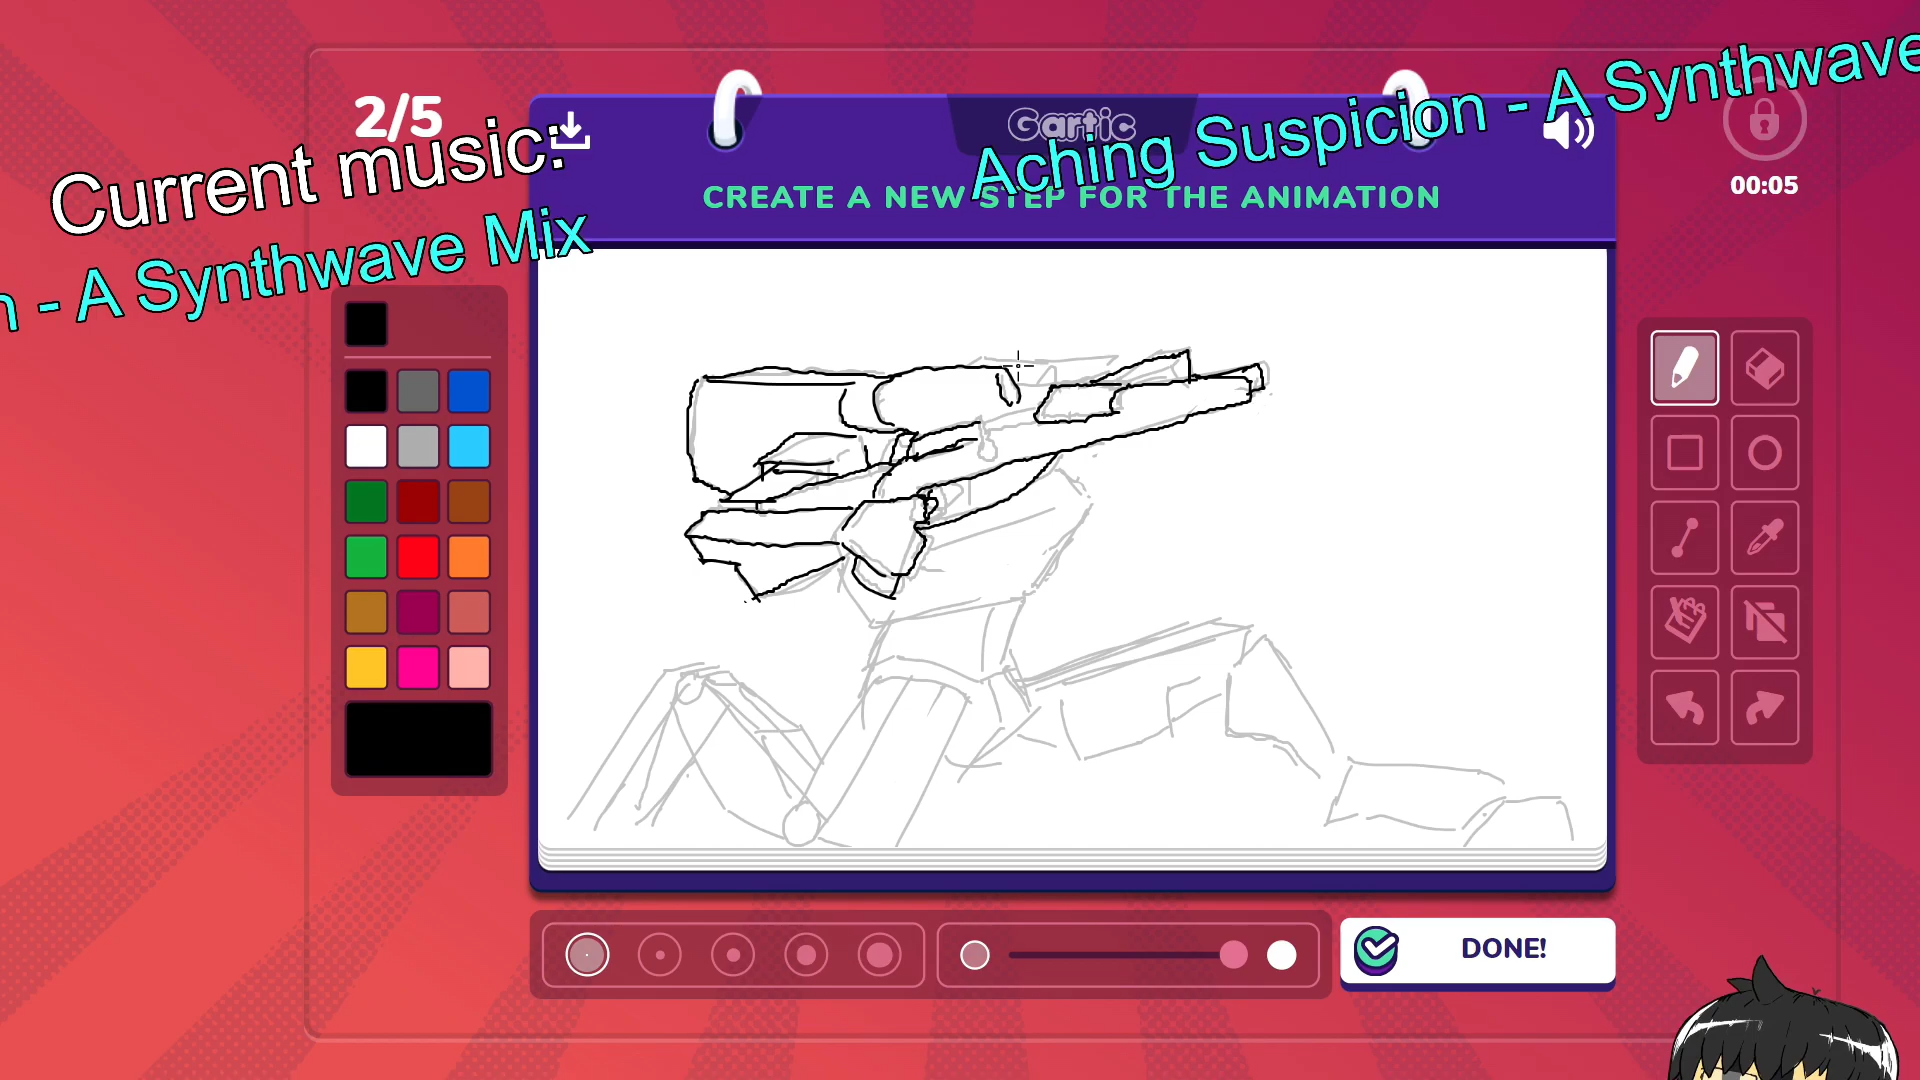 2/5
Current music:
n - A Synthwave Mix
Gartic
Aching Suspicion - A Synthwave
00:05
CREATE A NEW STEP FOR THE ANIMATION
DONE!